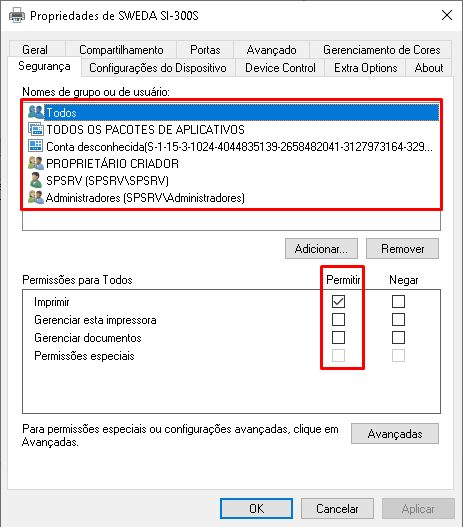 Propriedades de SWEDA SI-300S
Geral Compartilhamento Portas Avançado Gerenciamento de Cores
Segurança Configurações do Dispositivo Device Control Extra Options About
Nomes de grupo ou de usuário:
Todos
TODOS OS PACOTES DE APLICATIVOS
Conta desconhecida(S-1-15-3-1024-4044835139-2658482041-3127973164-329...
PROPRIETÁRIO CRIADOR
SPSRV (SPSRV\SPSRV)
Administradores (SPSRV\Administradores)
Adicionar... Remover
Permissões para Todos Permitir Negar
Imprimir
Gerenciar esta impressora
Gerenciar documentos
Permissões especiais
Para permissões especiais ou configurações avançadas, clique em
Avançadas.
Avançadas
OK Cancelar Aplicar